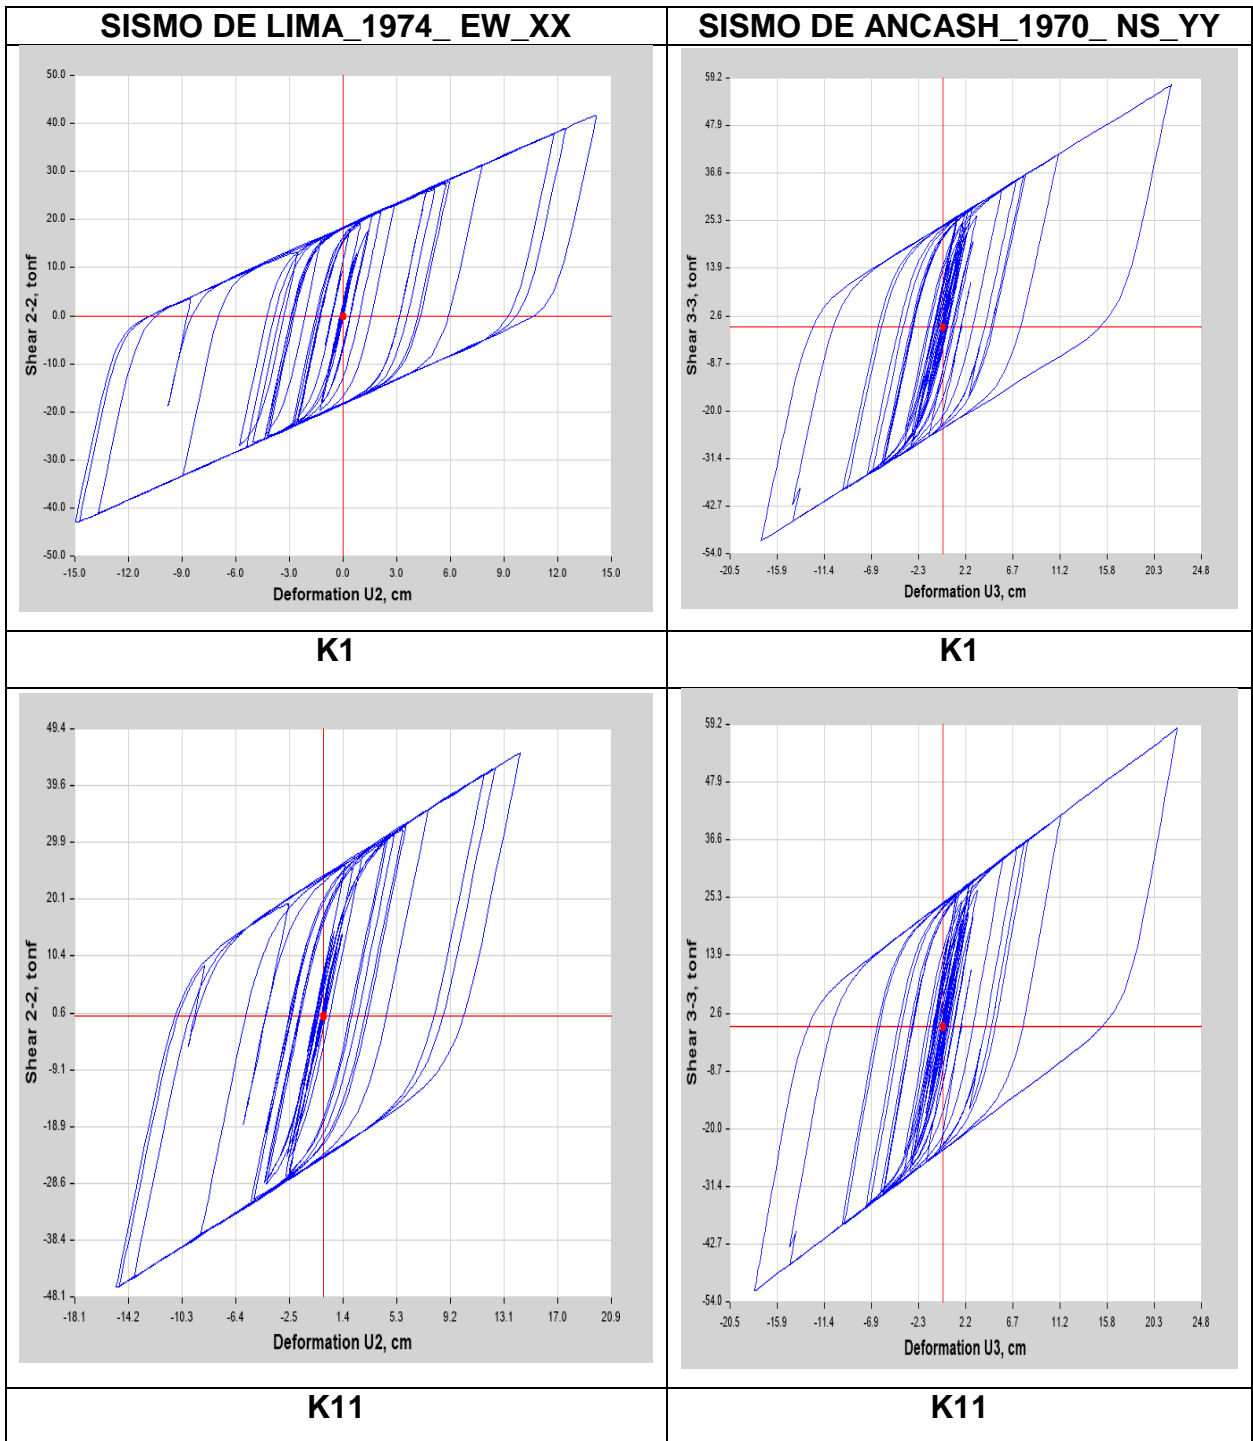 SISMO DE LIMA_1974_ EW_XX
SISMO DE ANCASH_1970_ NS_YY
50.0
40.0
30.0
20.0
10.0
0.0
-10.0
-20.0
-30.0
-40.0
-50.0
Shear 2-2, tonf
-15.0 -12.0 -9.0 -6.0 -3.0 0.0 3.0 6.0 9.0 12.0 15.0
Deformation U2, cm
59.2
47.9
36.6
25.3
13.9
2.6
-8.7
-20.0
-31.4
-42.7
-54.0
Shear 3-3, tonf
-20.5 -15.9 -11.4 -6.9 -2.3 2.2 6.7 11.2 15.8 20.3 24.8
Deformation U3, cm
K1
K1
49.4
39.6
29.9
20.1
10.4
0.6
-9.1
-18.9
-28.6
-38.4
-48.1
Shear 2-2, tonf
-18.1 -14.2 -10.3 -6.4 -2.5 1.4 5.3 9.2 13.1 17.0 20.9
Deformation U2, cm
59.2
47.9
36.6
25.3
13.9
2.6
-8.7
-20.0
-31.4
-42.7
-54.0
Shear 3-3, tonf
-20.5 -15.9 -11.4 -6.9 -2.3 2.2 6.7 11.2 15.8 20.3 24.8
Deformation U3, cm
K11
K11